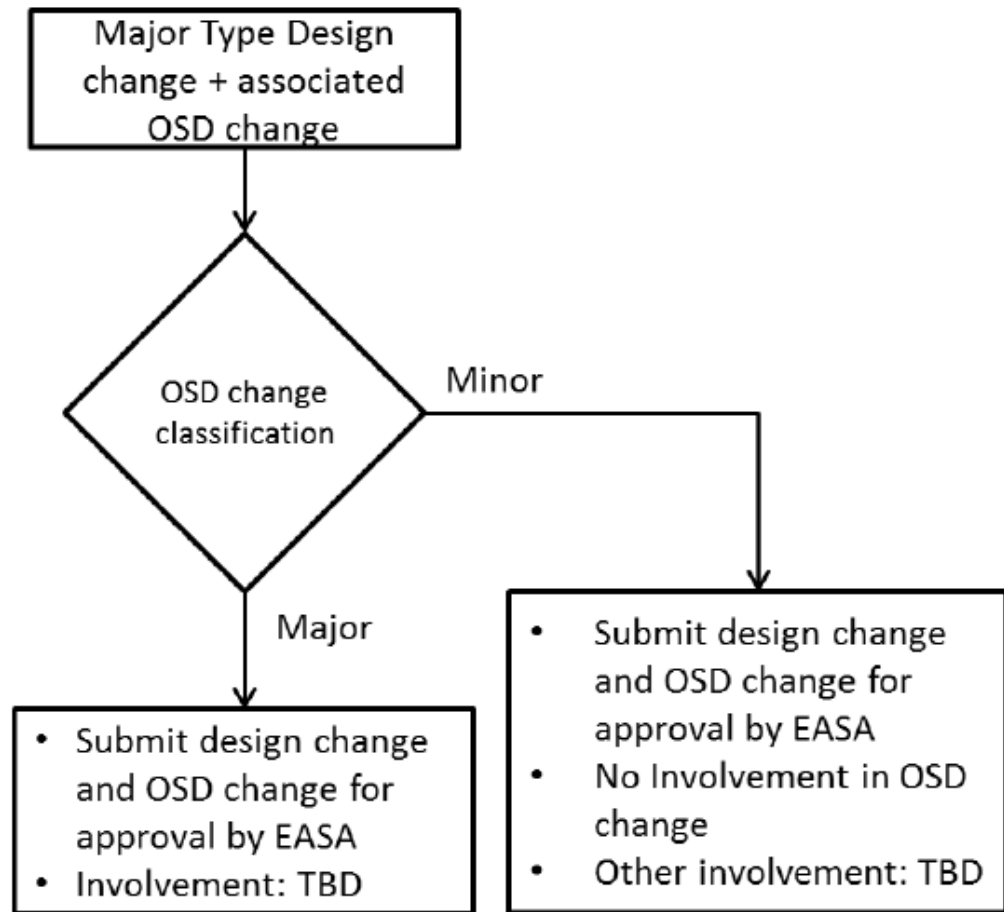 Major Type Design
change + associated
OSD change
OSD change
classification
Minor
Major
• Submit design change
and OSD change for
approval by EASA
• Involvement: TBD
• Submit design change
and OSD change for
approval by EASA
• No Involvement in OSD
change
• Other involvement: TBD